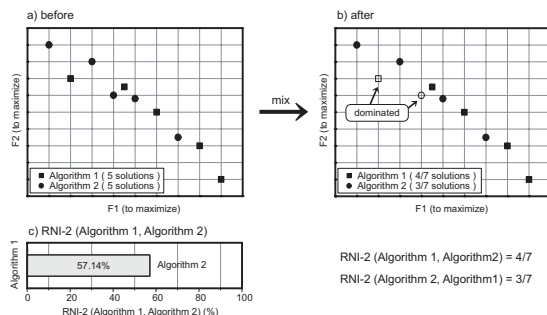 a) before
F2 (to maximize)
Algorithm 1 ( 5 solutions )
Algorithm 2 ( 5 solutions )
F1 (to maximize)
mix
b) after
F2 (to maximize)
dominated
Algorithm 1 ( 4/7 solutions )
Algorithm 2 ( 3/7 solutions )
F1 (to maximize)
c) RNI-2 (Algorithm 1, Algorithm 2)
Algorithm 1
57.14%
Algorithm 2
0 20 40 60 80 100
RNI-2 (Algorithm 1, Algorithm 2) (%)
RNI-2 (Algorithm 1, Algorithm2) = 4/7
RNI-2 (Algorithm 2, Algorithm1) = 3/7